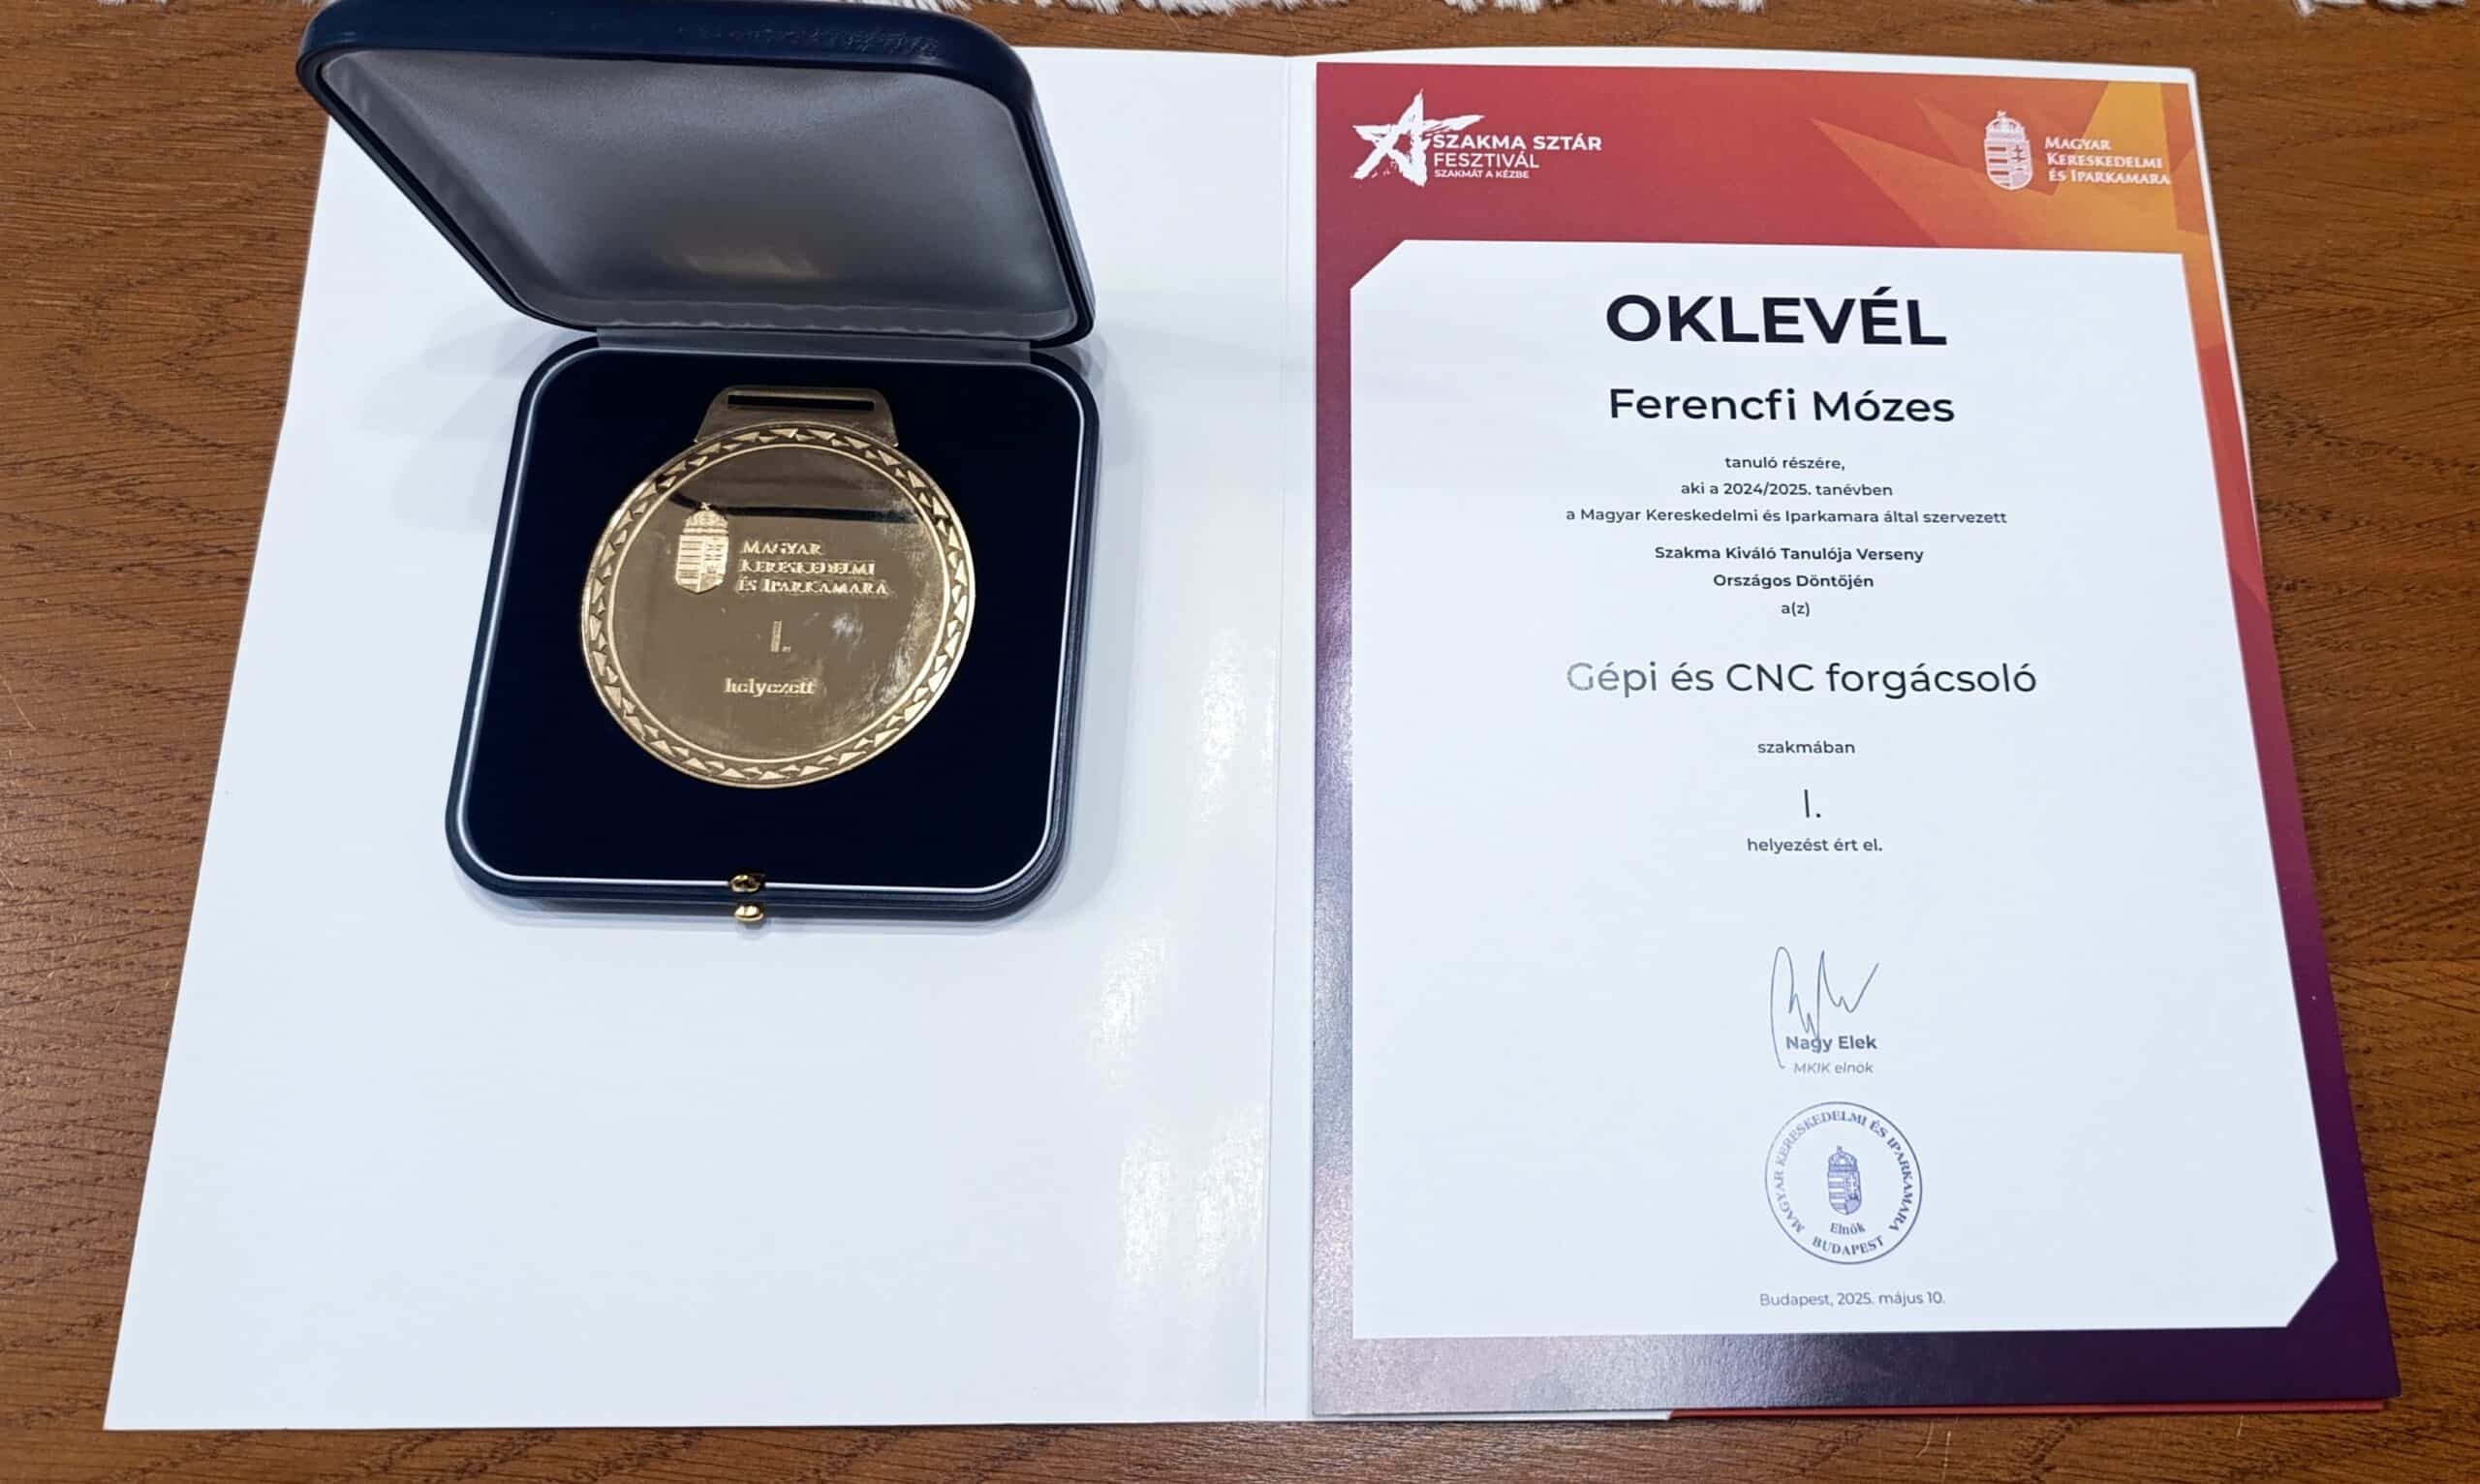 MAGYAR
KERESKEDELMI
ÉS IPARKAMARA
I.
helyezett
SZAKMA SZTÁR
FESZTIVÁL
SZAKMÁT A KÉZBE
MAGYAR
KERESKEDELMI
ÉS IPARKAMARA
OKLEVÉL
Ferencfi Mózes
tanuló részére,
aki a 2024/2025. tanévben
a Magyar Kereskedelmi és Iparkamara által szervezett
Szakma Kiváló Tanulója Verseny
Országos Döntőjén
a(z)
Gépi és CNC forgácsoló
szakmában
I.
helyezést ért el.
Nagy Elek
MKIK elnök
MAGYAR KERESKEDELMI ÉS IPARKAMARA
Elnök
BUDAPEST
Budapest, 2025. május 10.